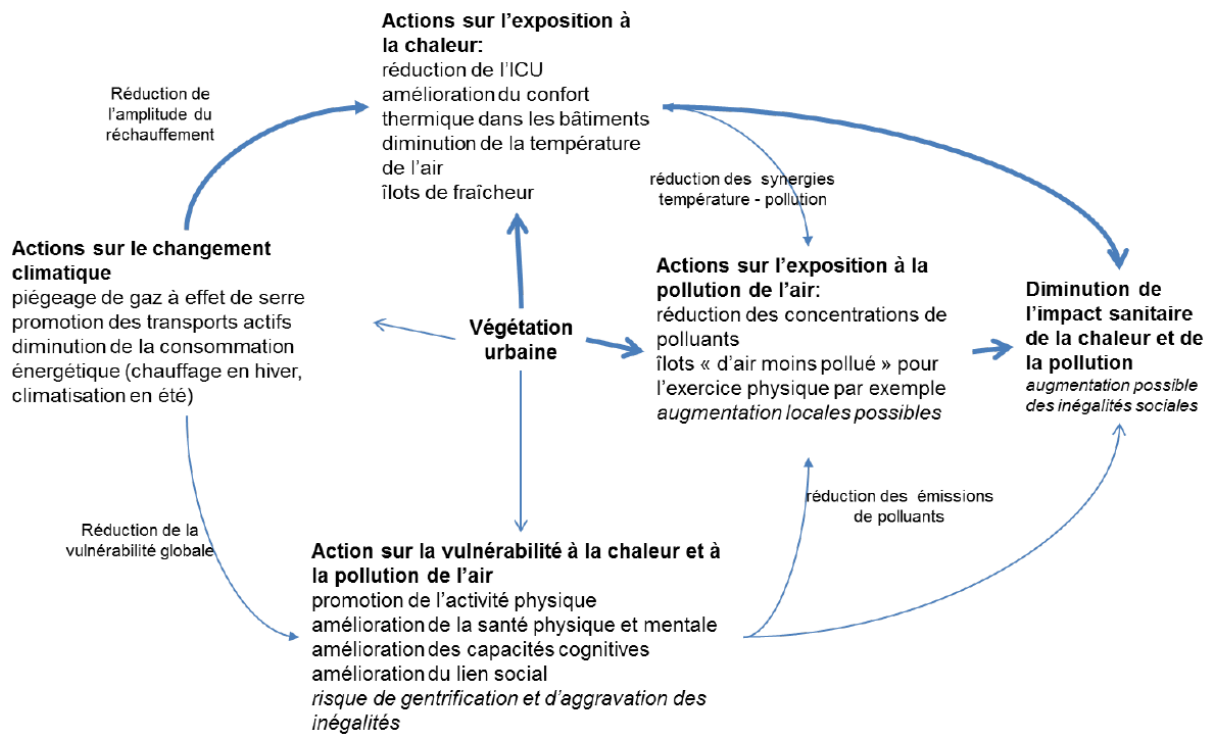 Actions sur l’exposition à
la chaleur:
réduction de l’ICU
amélioration du confort
thermique dans les bâtiments
diminution de la température
de l’air
îlots de fraîcheur
Réduction de
l’amplitude du
réchauffement
réduction des synergies
température - pollution
Actions sur le changement
climatique
piégeage de gaz à effet de serre
promotion des transports actifs
diminution de la consommation
énergétique (chauffage en hiver,
climatisation en été)
Végétation
urbaine
Actions sur l’exposition à la
pollution de l’air:
réduction des concentrations de
polluants
îlots « d’air moins pollué » pour
l’exercice physique par exemple
augmentation locales possibles
Diminution de
l’impact sanitaire
de la chaleur et de
la pollution
augmentation possible
des inégalités sociales
réduction des émissions
de polluants
Réduction de la
vulnérabilité globale
Action sur la vulnérabilité à la chaleur et à
la pollution de l’air
promotion de l’activité physique
amélioration de la santé physique et mentale
amélioration des capacités cognitives
amélioration du lien social
risque de gentrification et d’aggravation des
inégalités